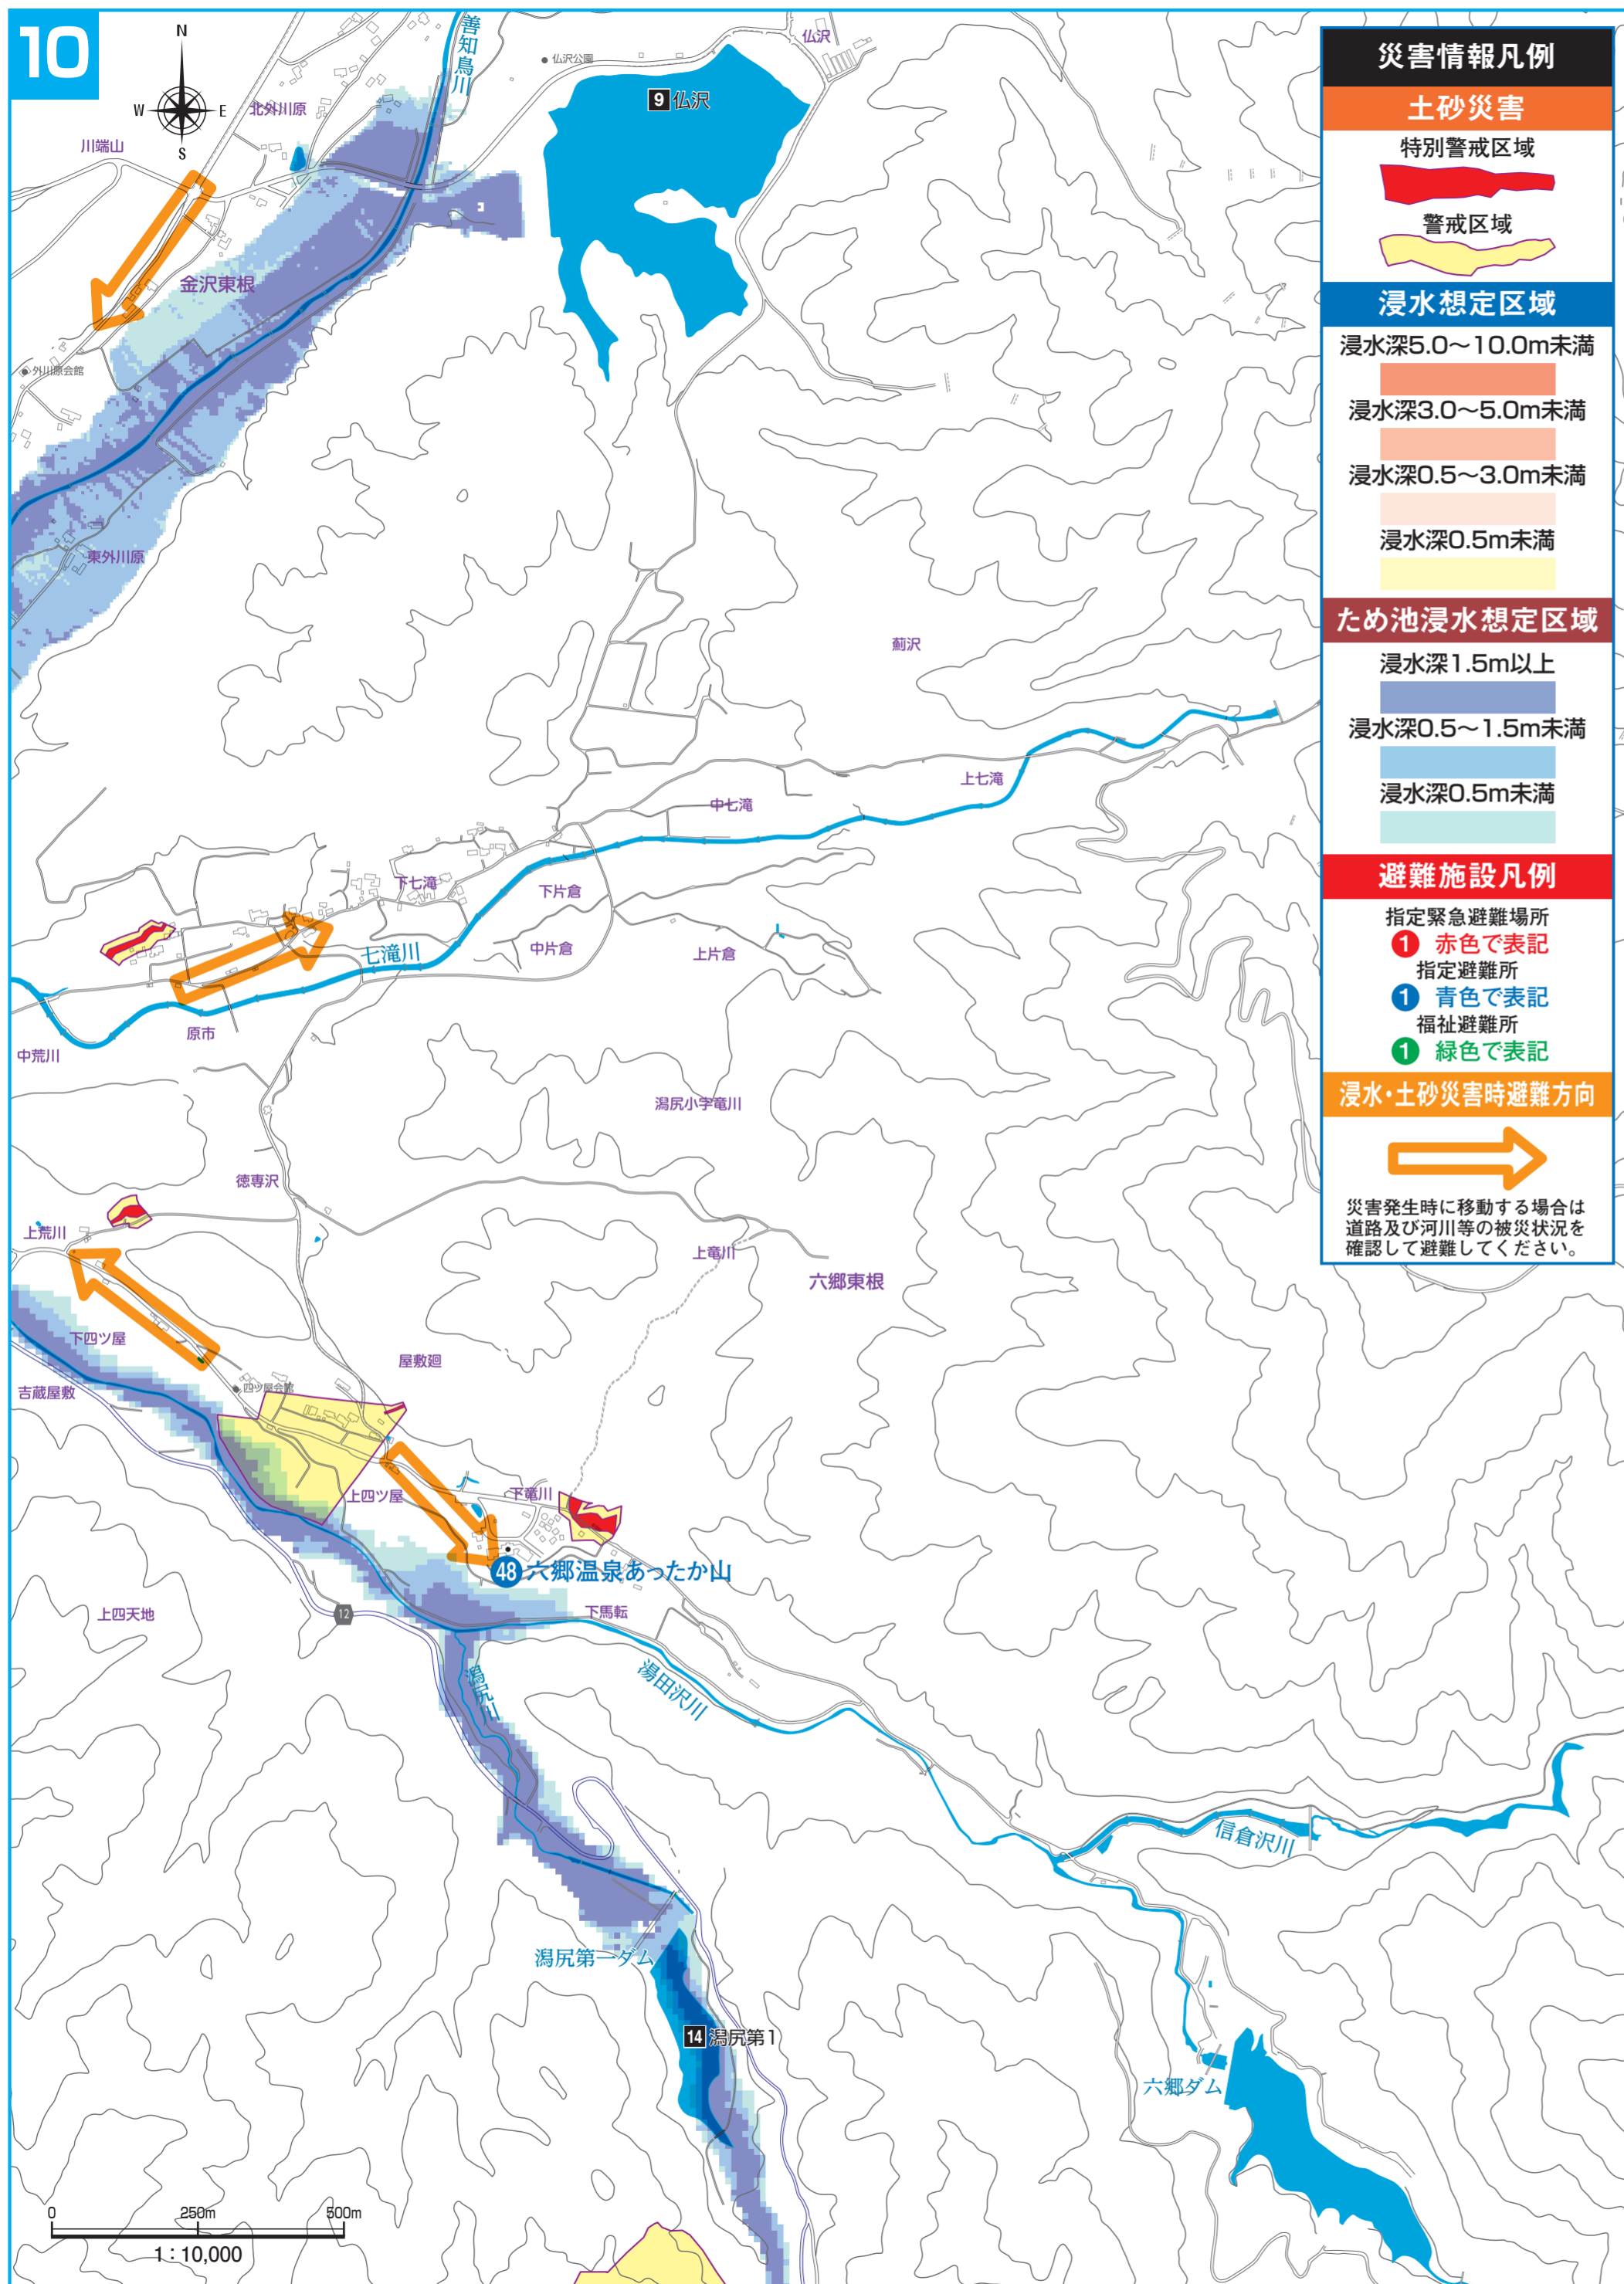 10
N
W
E
S
善知鳥川
仏沢公園
仏沢
9 仏沢
北外川原
川端山
金沢東根
外川原会館
東外川原
薊沢
上七滝
中七滝
下七滝
下片倉
中片倉
上片倉
七滝川
原市
中荒川
潟尻小字竜川
徳専沢
上荒川
上竜川
六郷東根
下四ツ屋
屋敷廻
吉蔵屋敷
四ツ屋会館
上四ツ屋
下竜川
48 六郷温泉あったか山
上四天地
12
下馬転
潟尻川
湯田沢川
信倉沢川
潟尻第一ダム
14 潟尻第1
六郷ダム
0
250m
500m
1:10,000
災害情報凡例
土砂災害
特別警戒区域
警戒区域
浸水想定区域
浸水深5.0〜10.0m未満
浸水深3.0〜5.0m未満
浸水深0.5〜3.0m未満
浸水深0.5m未満
ため池浸水想定区域
浸水深1.5m以上
浸水深0.5〜1.5m未満
浸水深0.5m未満
避難施設凡例
指定緊急避難場所
1 赤色で表記
指定避難所
1 青色で表記
福祉避難所
1 緑色で表記
浸水・土砂災害時避難方向
災害発生時に移動する場合は
道路及び河川等の被災状況を
確認して避難してください。